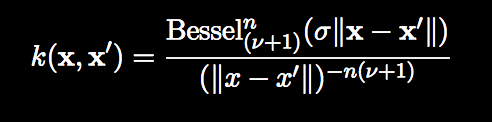 k(𝐱, 𝐱′) = Bessel^n_{(ν+1)}(σ‖𝐱 − 𝐱′‖) / (‖x − x′‖)^{−n(ν+1)}